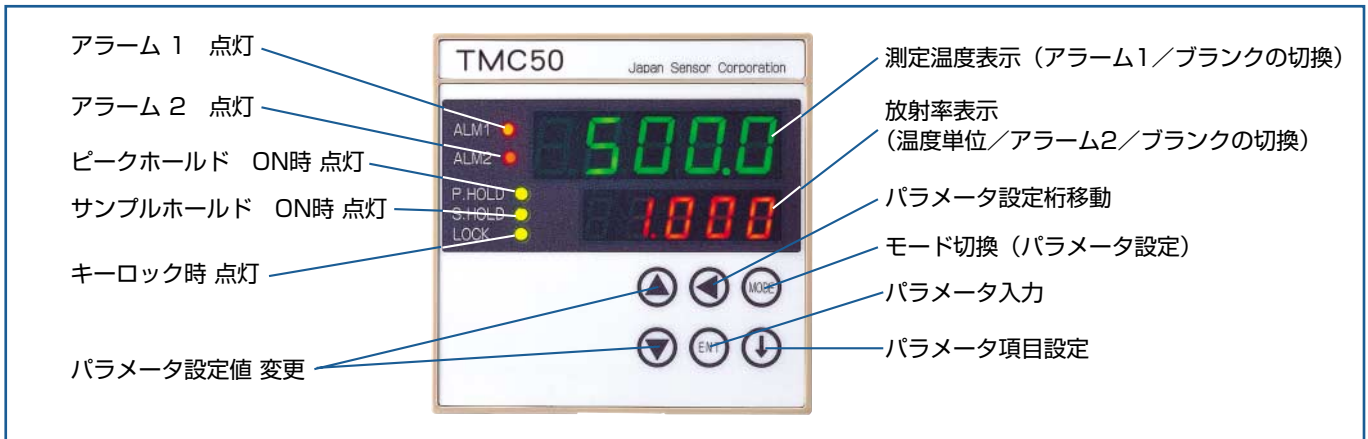 アラーム 1　点灯
アラーム 2　点灯
ピークホールド　ON時 点灯
サンプルホールド　ON時 点灯
キーロック時 点灯
パラメータ設定値 変更
TMC50
Japan Sensor Corporation
ALM1
500.0
ALM2
P.HOLD
S.HOLD
1.000
LOCK
MODE
ENT
測定温度表示（アラーム1／ブランクの切換）
放射率表示
（温度単位／アラーム2／ブランクの切換）
パラメータ設定桁移動
モード切換（パラメータ設定）
パラメータ入力
パラメータ項目設定